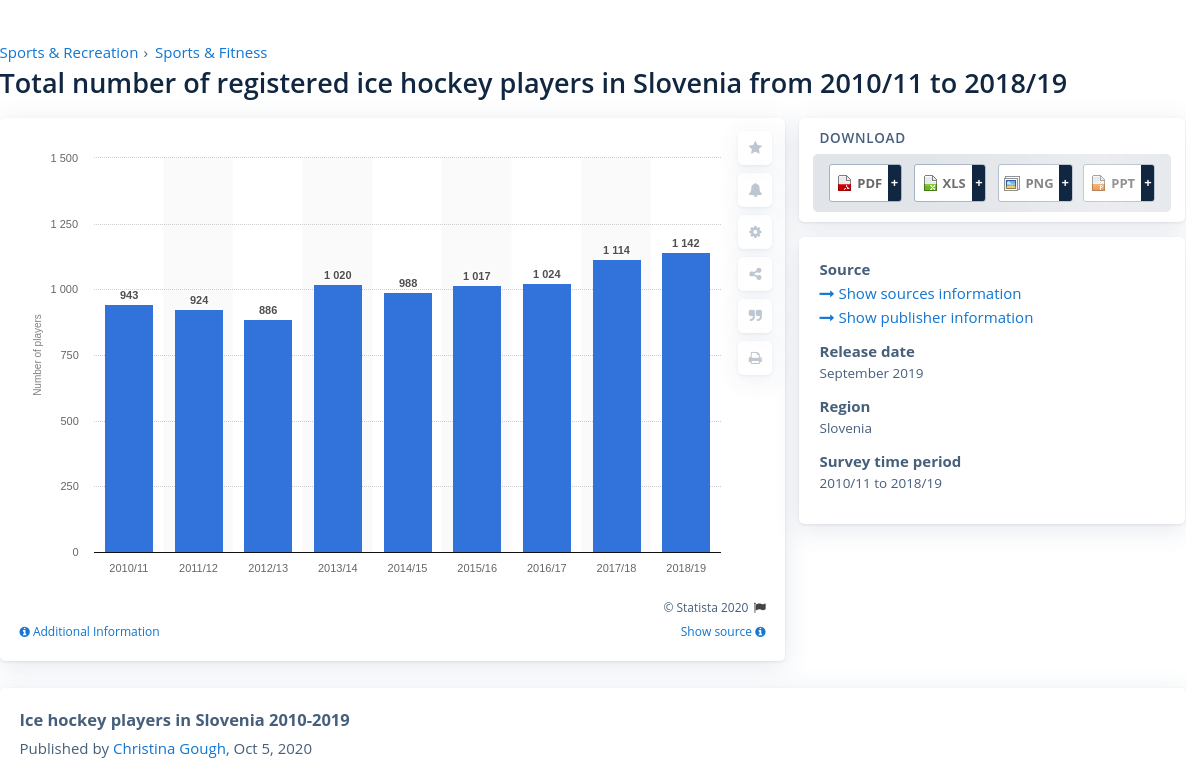 Sports & Recreation › Sports & Fitness
Total number of registered ice hockey players in Slovenia from 2010/11 to 2018/19
Number of players
1 500
1 250
1 000
750
500
250
0
943
924
886
1 020
988
1 017
1 024
1 114
1 142
2010/11
2011/12
2012/13
2013/14
2014/15
2015/16
2016/17
2017/18
2018/19
© Statista 2020
Additional Information
Show source
DOWNLOAD
PDF + XLS + PNG + PPT +
Source
Show sources information
Show publisher information
Release date
September 2019
Region
Slovenia
Survey time period
2010/11 to 2018/19
Ice hockey players in Slovenia 2010-2019
Published by Christina Gough, Oct 5, 2020